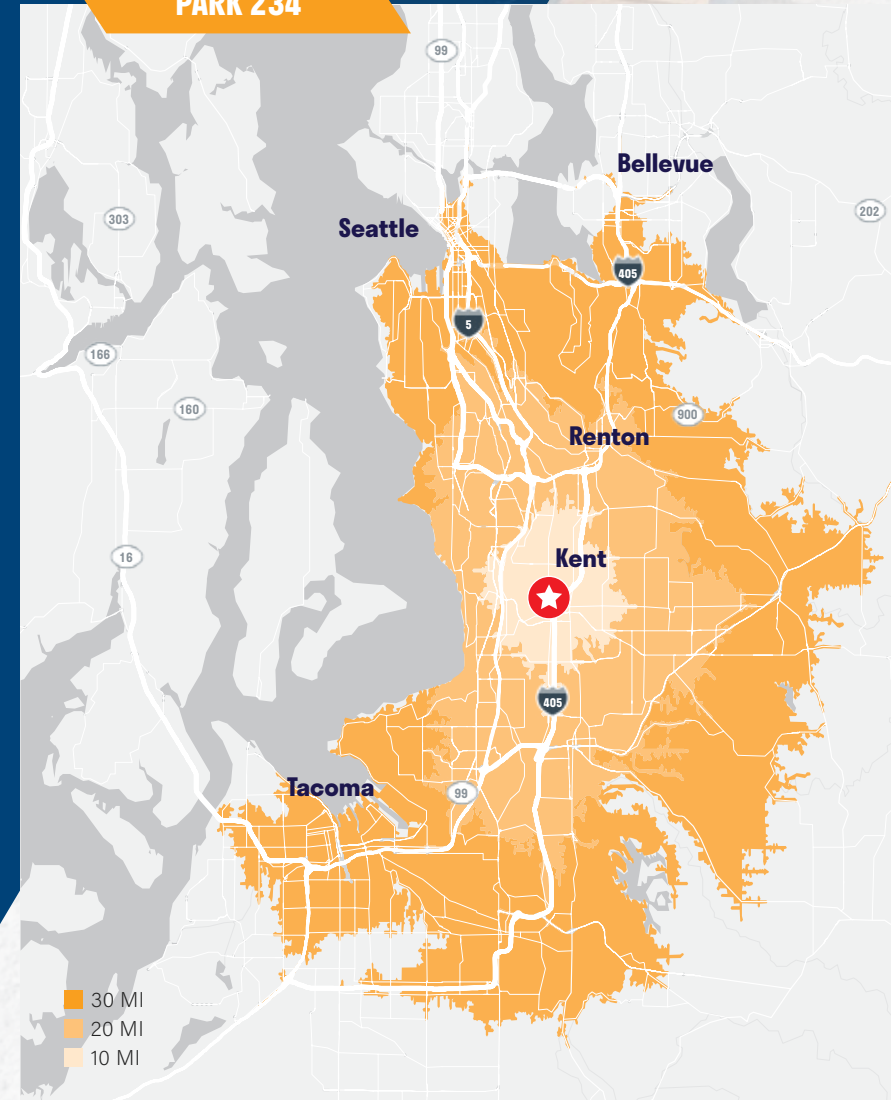 PARK 234
99
Bellevue
303
202
Seattle
405
5
166
160
900
Renton
16
Kent
405
Tacoma
99
30 MI
20 MI
10 MI